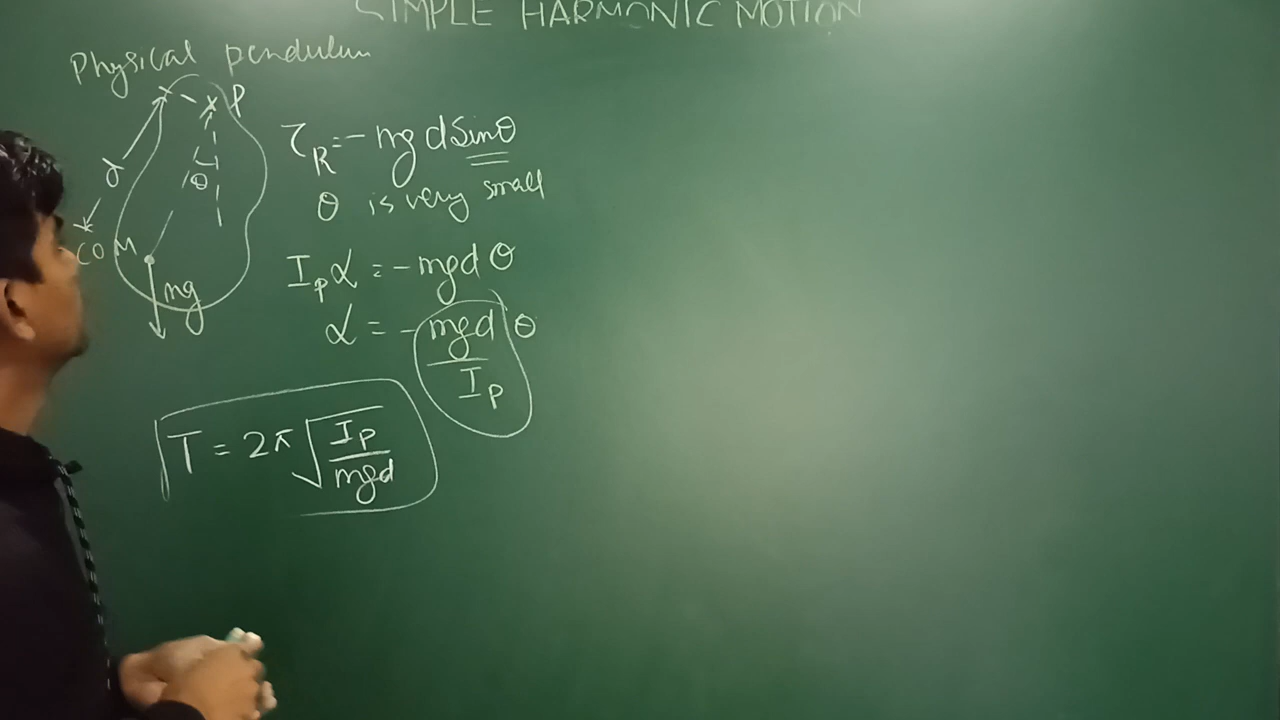 SIMPLE HARMONIC MOTION
Physical pendulum
P
d
θ
COM
mg
τ_R = - mg d sinθ
θ is very small
I_p α = - mgd θ
α = - mgd/I_p θ
T = 2π √(I_p/mgd)